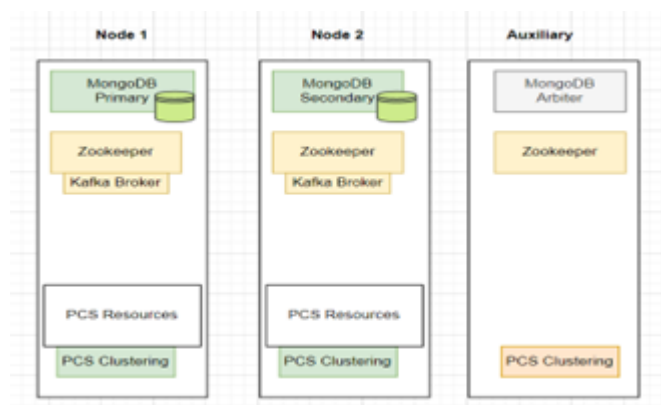 Node 1
Node 2
Auxiliary
MongoDB
Primary
MongoDB
Secondary
MongoDB
Arbiter
Zookeeper
Zookeeper
Zookeeper
Kafka Broker
Kafka Broker
PCS Resources
PCS Resources
PCS Clustering
PCS Clustering
PCS Clustering